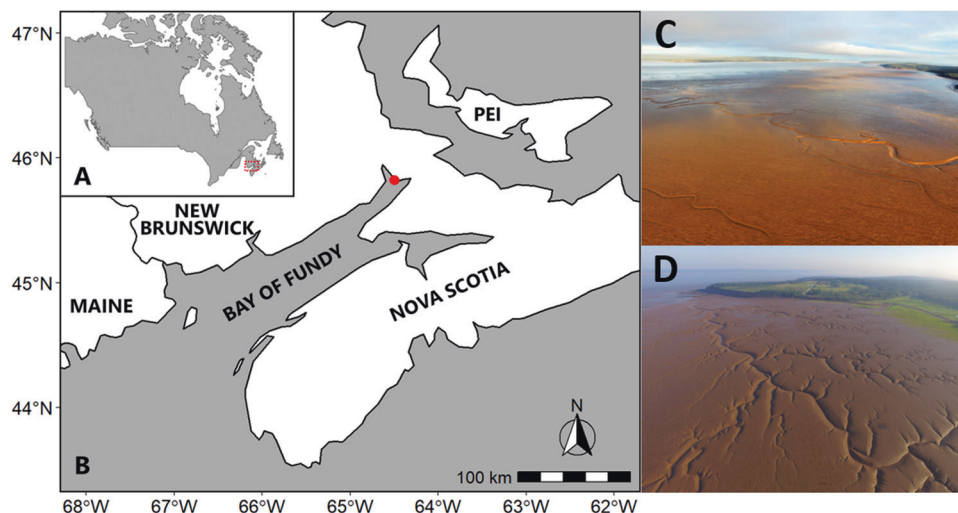 47°N
46°N
45°N
44°N
A
PEI
NEW
BRUNSWICK
MAINE
BAY OF FUNDY
NOVA SCOTIA
B
N
100 km
68°W 67°W 66°W 65°W 64°W 63°W 62°W
C
D